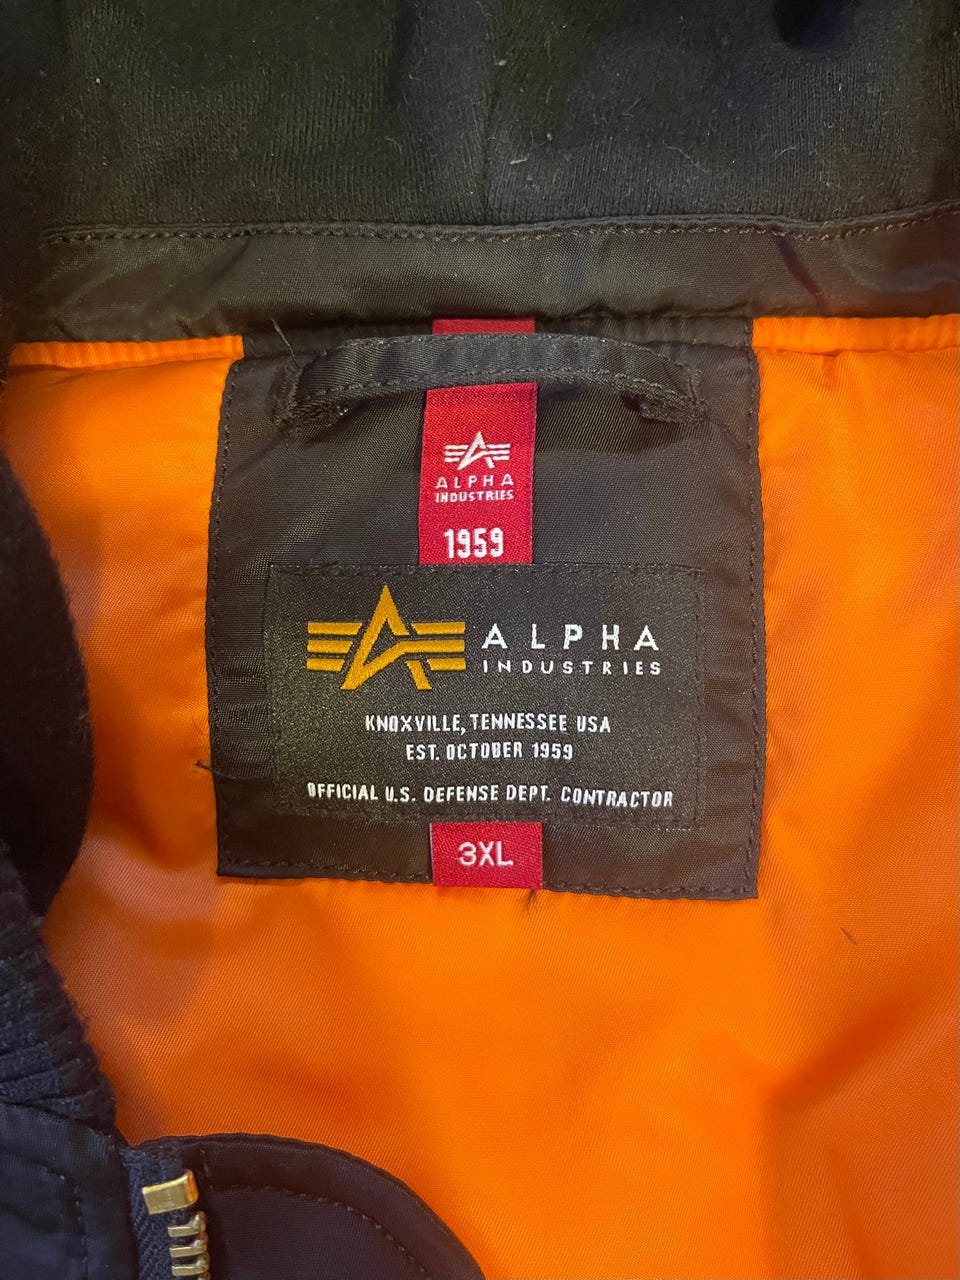 ALPHA
INDUSTRIES
1959
ALPHA
INDUSTRIES
KNOXVILLE, TENNESSEE USA
EST. OCTOBER 1959
OFFICIAL U.S. DEFENSE DEPT. CONTRACTOR
3XL